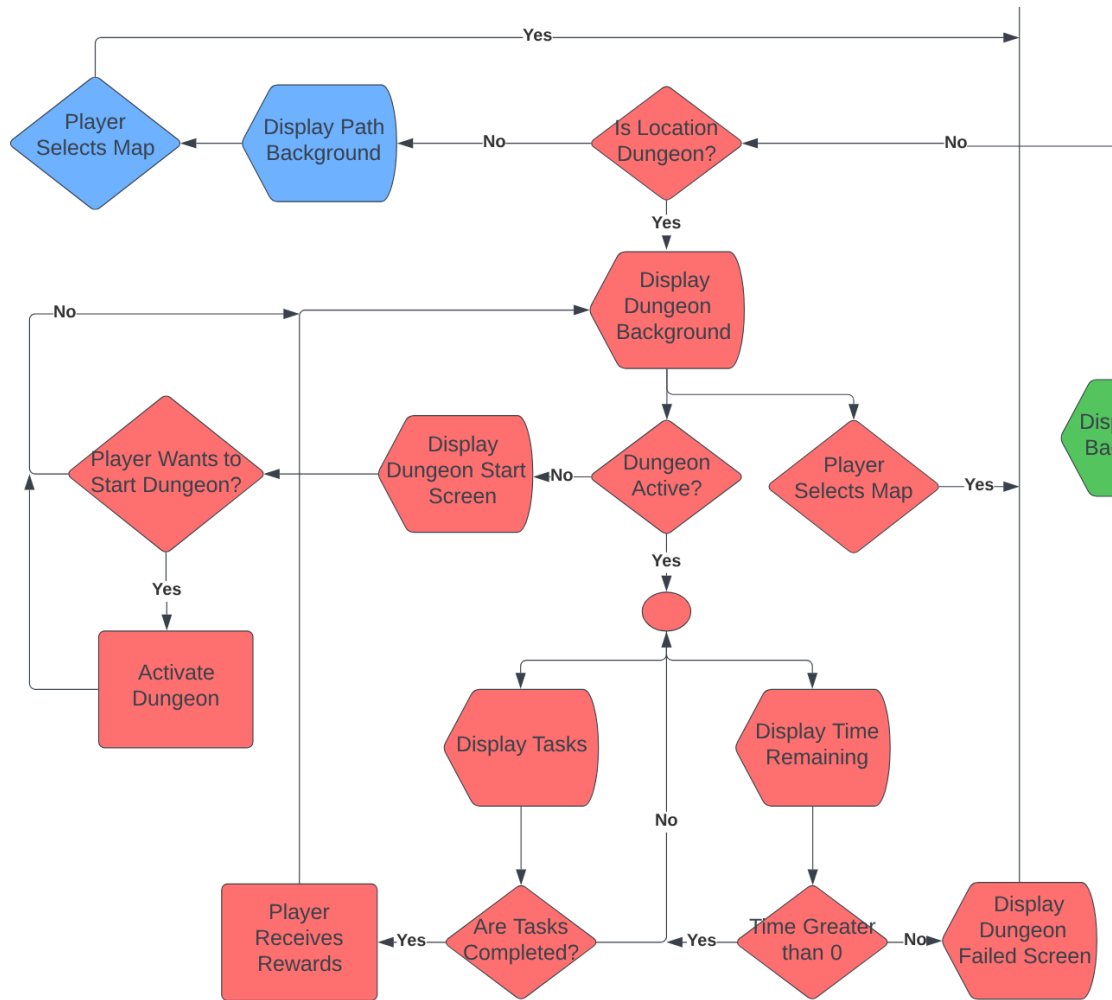 Yes
Player
Selects Map
Display Path
Background
No
Is Location
Dungeon?
No
Yes
Display
Dungeon
Background
No
Player Wants to
Start Dungeon?
Display
Dungeon Start
Screen
No
Dungeon
Active?
Player
Selects Map
Yes
Yes
Yes
Activate
Dungeon
Display Tasks
Display Time
Remaining
No
Player
Receives
Rewards
Yes
Are Tasks
Completed?
Yes
Time Greater
than 0
No
Display
Dungeon
Failed Screen